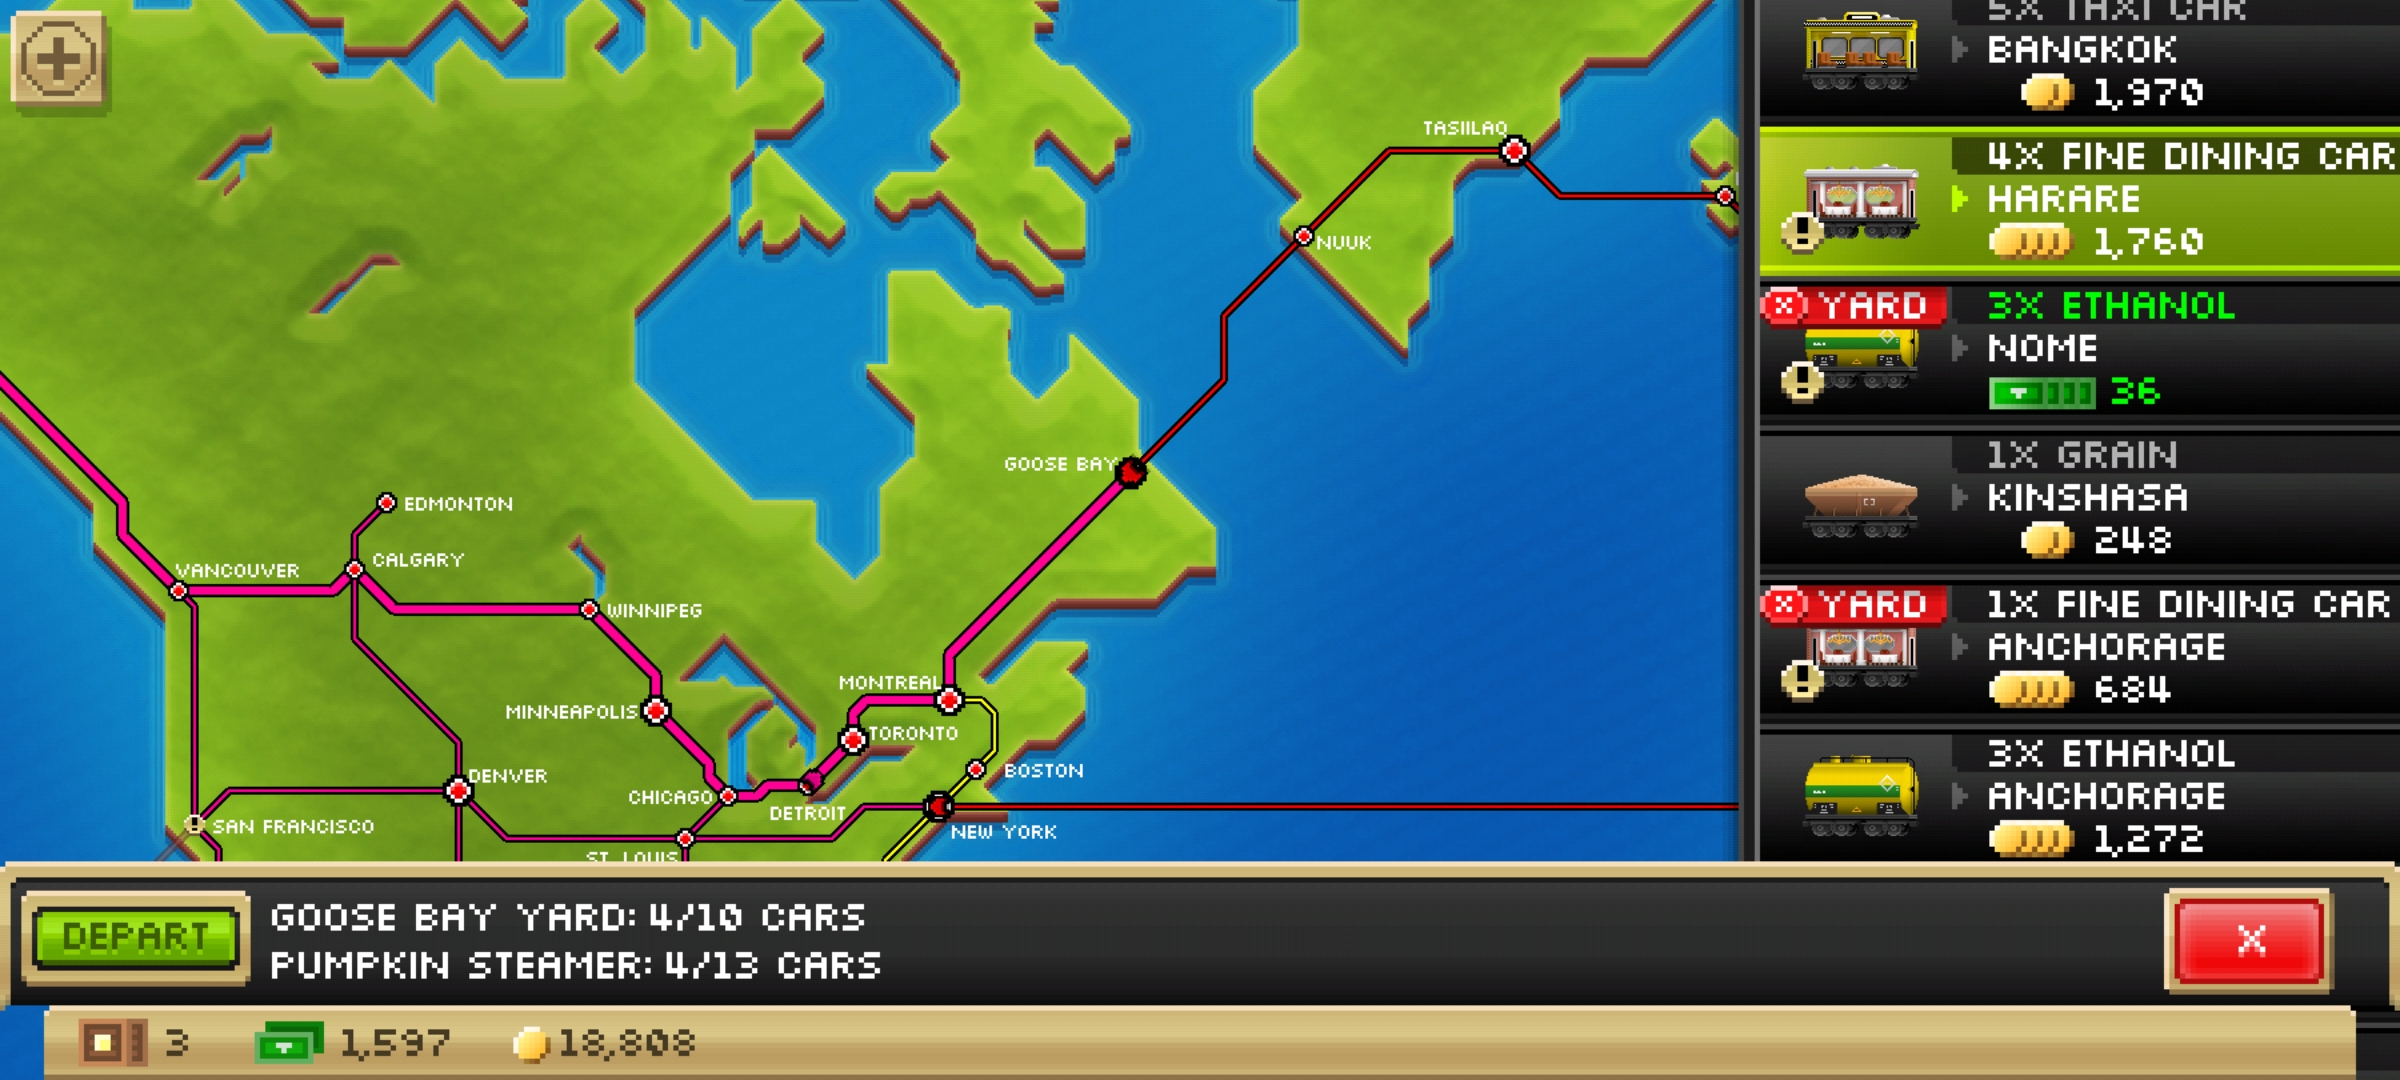 5X TAXI CAR
BANGKOK
1,970
4X FINE DINING CAR
HARARE
1,760
YARD
3X ETHANOL
NOME
36
1X GRAIN
KINSHASA
248
YARD
1X FINE DINING CAR
ANCHORAGE
684
3X ETHANOL
ANCHORAGE
1,272
TASIILAQ
NUUK
GOOSE BAY
EDMONTON
CALGARY
VANCOUVER
WINNIPEG
MONTREAL
MINNEAPOLIS
TORONTO
BOSTON
DENVER
CHICAGO
DETROIT
SAN FRANCISCO
NEW YORK
ST. LOUIS
DEPART
GOOSE BAY YARD: 4/10 CARS
PUMPKIN STEAMER: 4/13 CARS
X
3
1,597
18,808